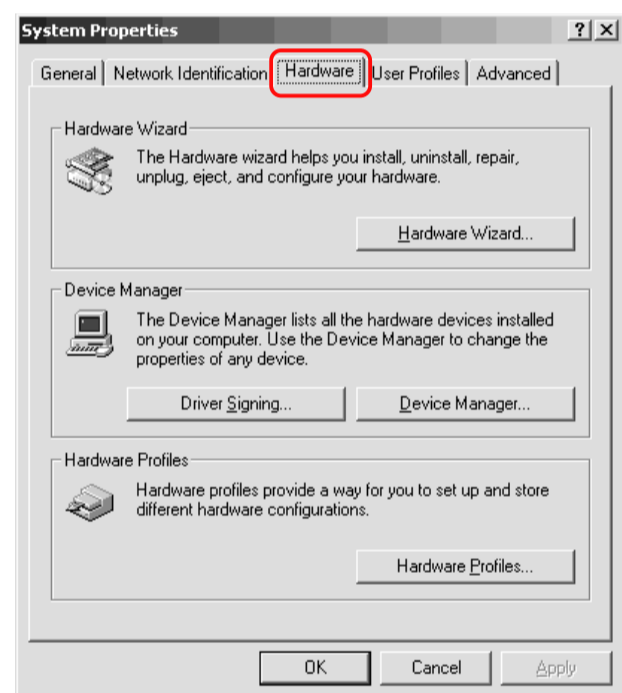 System Properties ? X
General Network Identification Hardware User Profiles Advanced
Hardware Wizard
The Hardware wizard helps you install, uninstall, repair,
unplug, eject, and configure your hardware.
Hardware Wizard...
Device Manager
The Device Manager lists all the hardware devices installed
on your computer. Use the Device Manager to change the
properties of any device.
Driver Signing... Device Manager...
Hardware Profiles
Hardware profiles provide a way for you to set up and store
different hardware configurations.
Hardware Profiles...
OK Cancel Apply